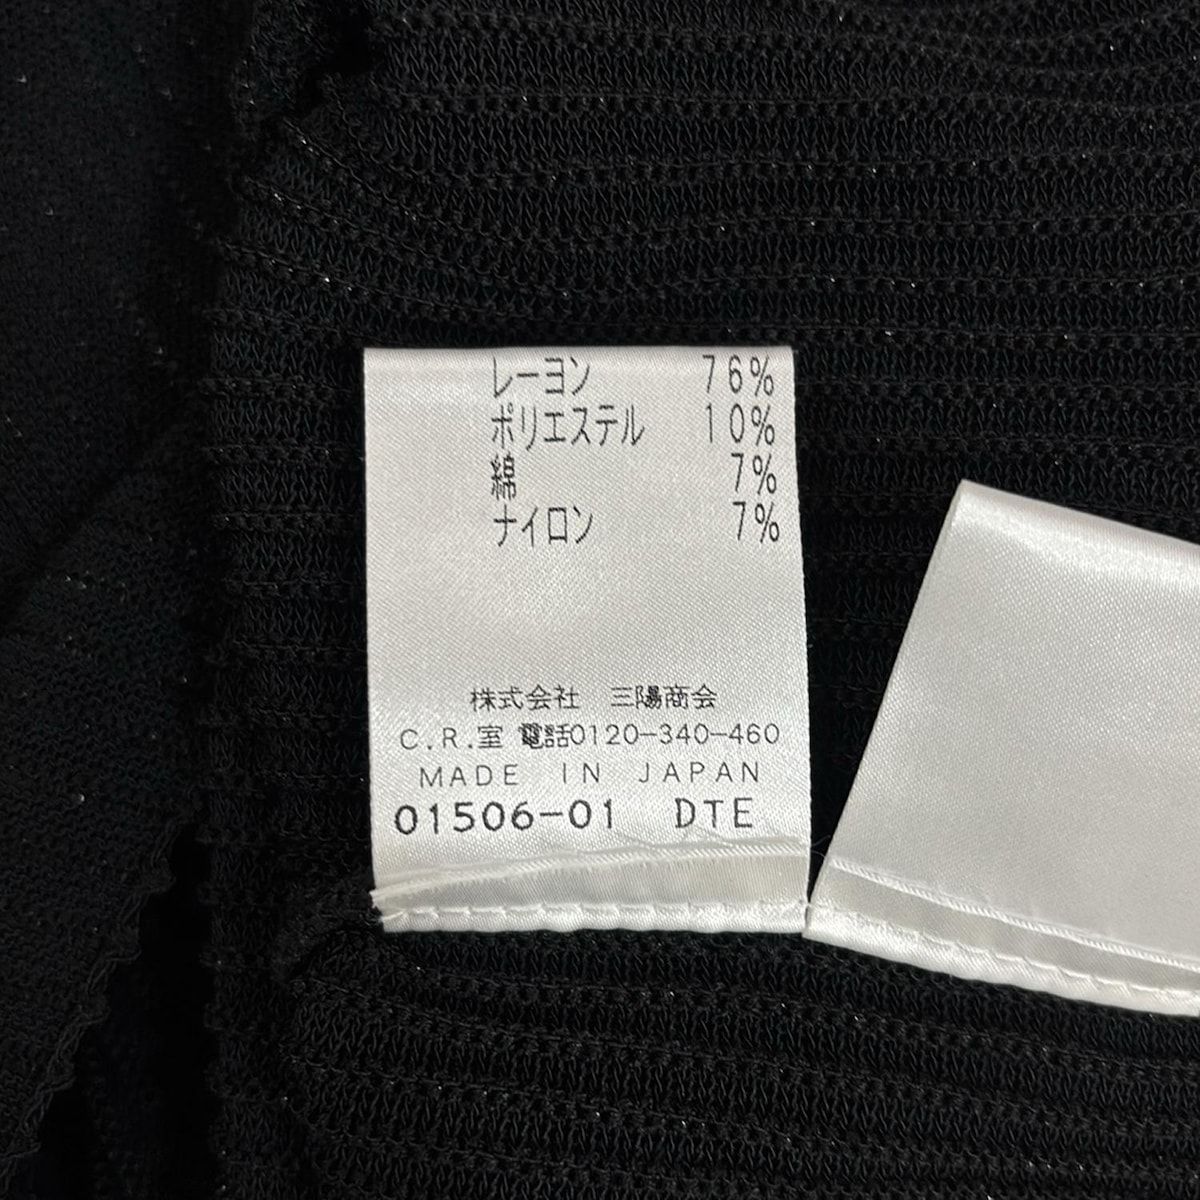 レーヨン 76%
ポリエステル 10%
綿 7%
ナイロン 7%
株式会社 三陽商会
C.R.室 電話0120-340-460
MADE IN JAPAN
01506-01 DTE